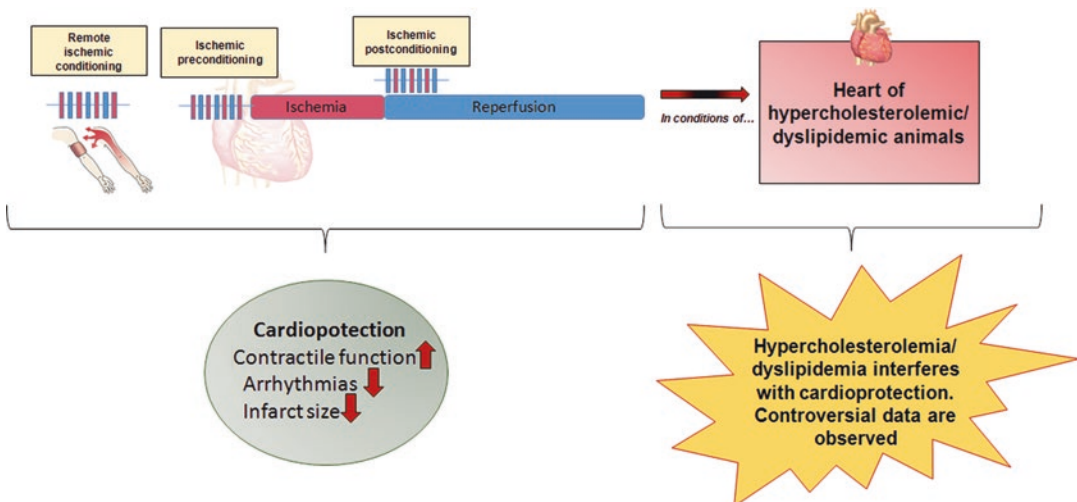 Remote
ischemic
conditioning
Ischemic
preconditioning
Ischemic
postconditioning
Ischemia
Reperfusion
In conditions of...
Heart of
hypercholesterolemic/
dyslipidemic animals
Cardiopotection
Contractile function
Arrhythmias
Infarct size
Hypercholesterolemia/
dyslipidemia interferes
with cardioprotection.
Controversial data are
observed